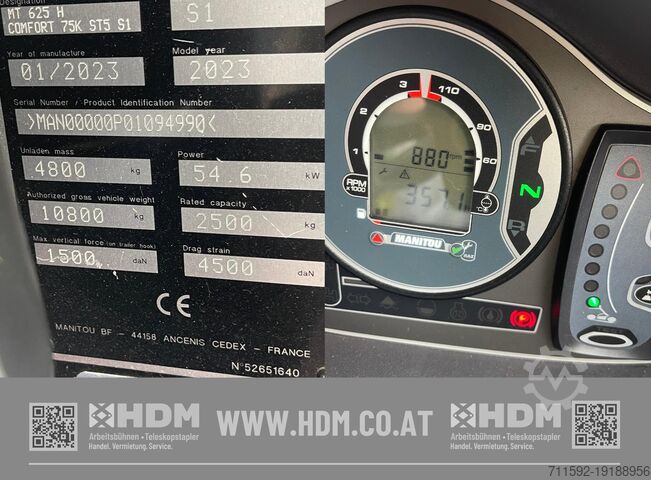 Designation
MT 625 H
COMFORT 75K ST5 S1
S1
Year of manufacture
Model year
01/2023
2023
Serial Number / Product Identification Number
>MAN00000P01094990<
Unladen mass
Power
4800 kg
54.6 kW
Authorized gross vehicle weight
Rated capacity
10800 kg
2500 kg
Max vertical force (on trailer hook)
Drag strain
1500 daN
4500 daN
CE
MANITOU BF - 44158 ANCENIS CEDEX - FRANCE
N°52651640
3
110
2
90
1
60
880 rpm
RPM
x1000
357.1
°C
MANITOU
F
N
R
HDM
Arbeitsbühnen • Teleskopstapler
Handel. Vermietung. Service.
WWW.HDM.CO.AT
HDM
Arbeitsbühnen • Teleskopstapler
Handel. Vermietung. Service.
711592-19188956